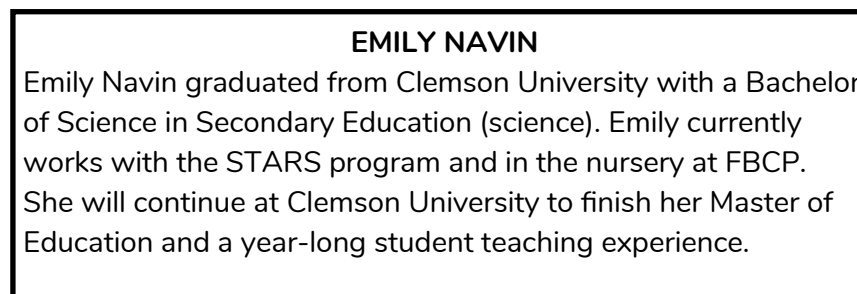 EMILY NAVIN
Emily Navin graduated from Clemson University with a Bachelor
of Science in Secondary Education (science). Emily currently
works with the STARS program and in the nursery at FBCP.
She will continue at Clemson University to finish her Master of
Education and a year-long student teaching experience.